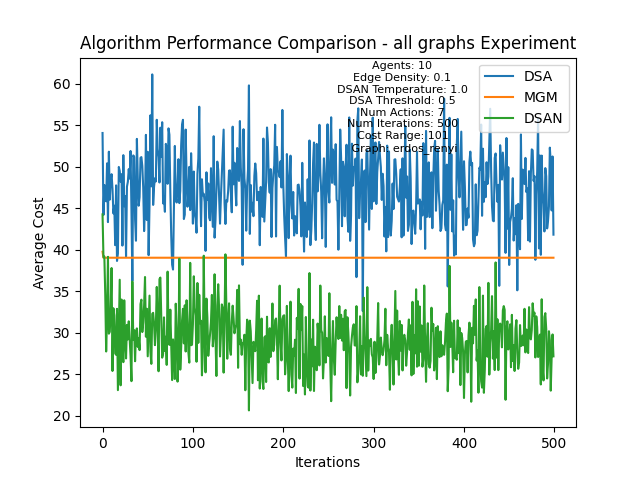 Algorithm Performance Comparison - all graphs Experiment
Agents: 10
Edge Density: 0.1
DSAN Temperature: 1.0
DSA Threshold: 0.5
Num Actions: 7
Num Iterations: 500
Cost Range: 101
Graph: erdos_renyi
DSA
MGM
DSAN
Average Cost
60
55
50
45
40
35
30
25
20
0
100
200
300
400
500
Iterations